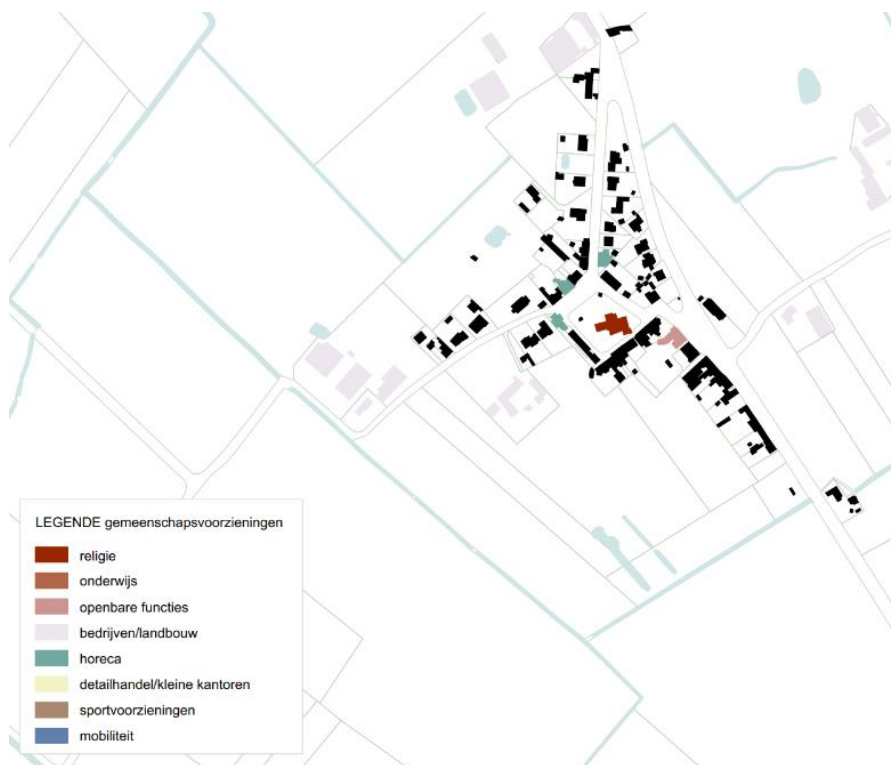 LEGENDE gemeenschapsvoorzieningen
religie
onderwijs
openbare functies
bedrijven/landbouw
horeca
detailhandel/kleine kantoren
sportvoorzieningen
mobiliteit